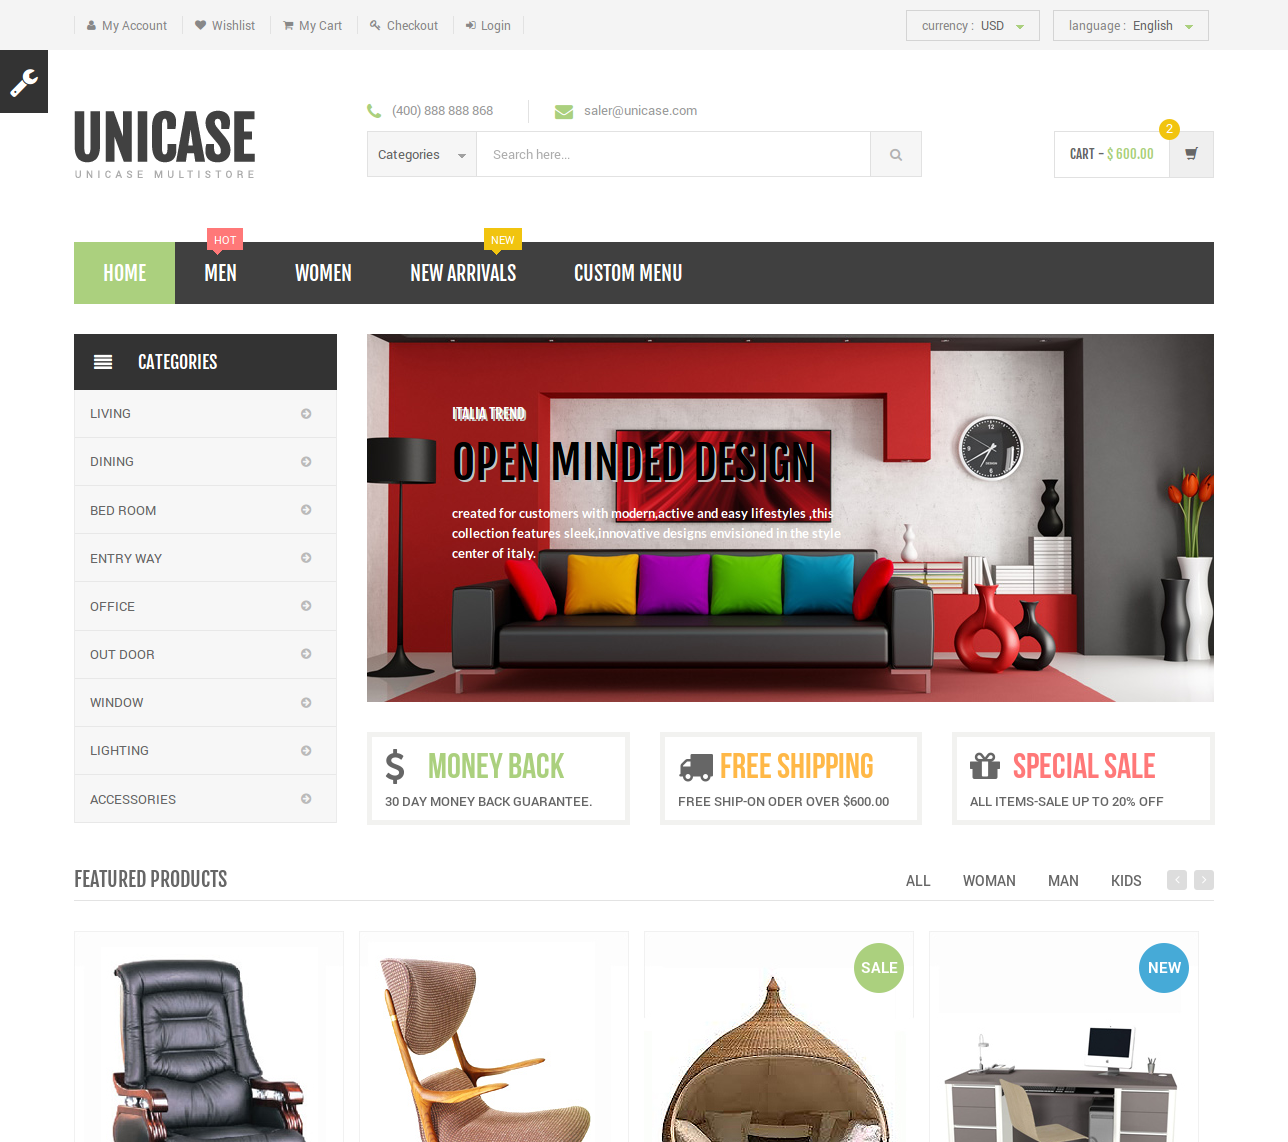 My Account Wishlist My Cart Checkout Login currency : USD language : English
(400) 888 888 868 saler@unicase.com
UNICASE
UNICASE MULTISTORE
Categories Search here...
2
CART - $ 600.00
HOT NEW
HOME MEN WOMEN NEW ARRIVALS CUSTOM MENU
CATEGORIES
LIVING
DINING
BED ROOM
ENTRY WAY
OFFICE
OUT DOOR
WINDOW
LIGHTING
ACCESSORIES
ITALIA TREND
OPEN MINDED DESIGN
created for customers with modern,active and easy lifestyles ,this
collection features sleek,innovative designs envisioned in the style
center of italy.
12
3
6
9
MONEY BACK
30 DAY MONEY BACK GUARANTEE.
FREE SHIPPING
FREE SHIP-ON ODER OVER $600.00
SPECIAL SALE
ALL ITEMS-SALE UP TO 20% OFF
FEATURED PRODUCTS ALL WOMAN MAN KIDS
SALE
NEW